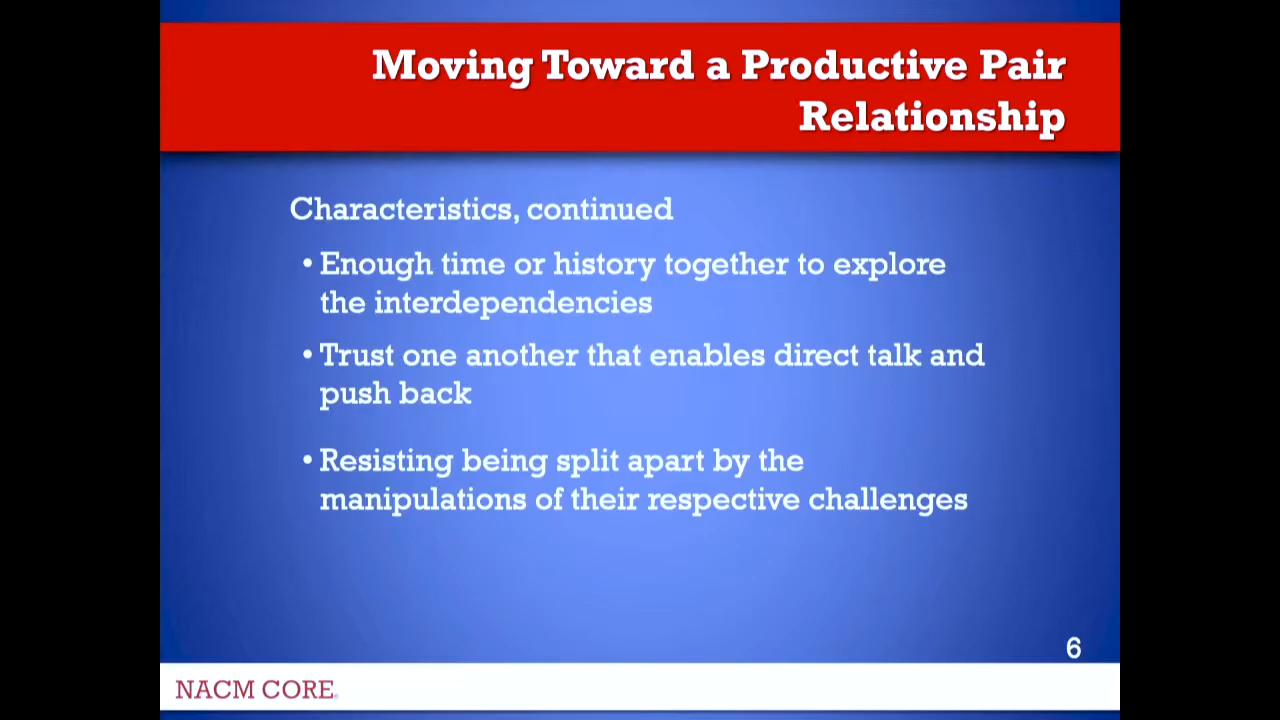 Moving Toward a Productive Pair
Relationship
Characteristics, continued
• Enough time or history together to explore
the interdependencies
• Trust one another that enables direct talk and
push back
• Resisting being split apart by the
manipulations of their respective challenges
6
NACM CORE